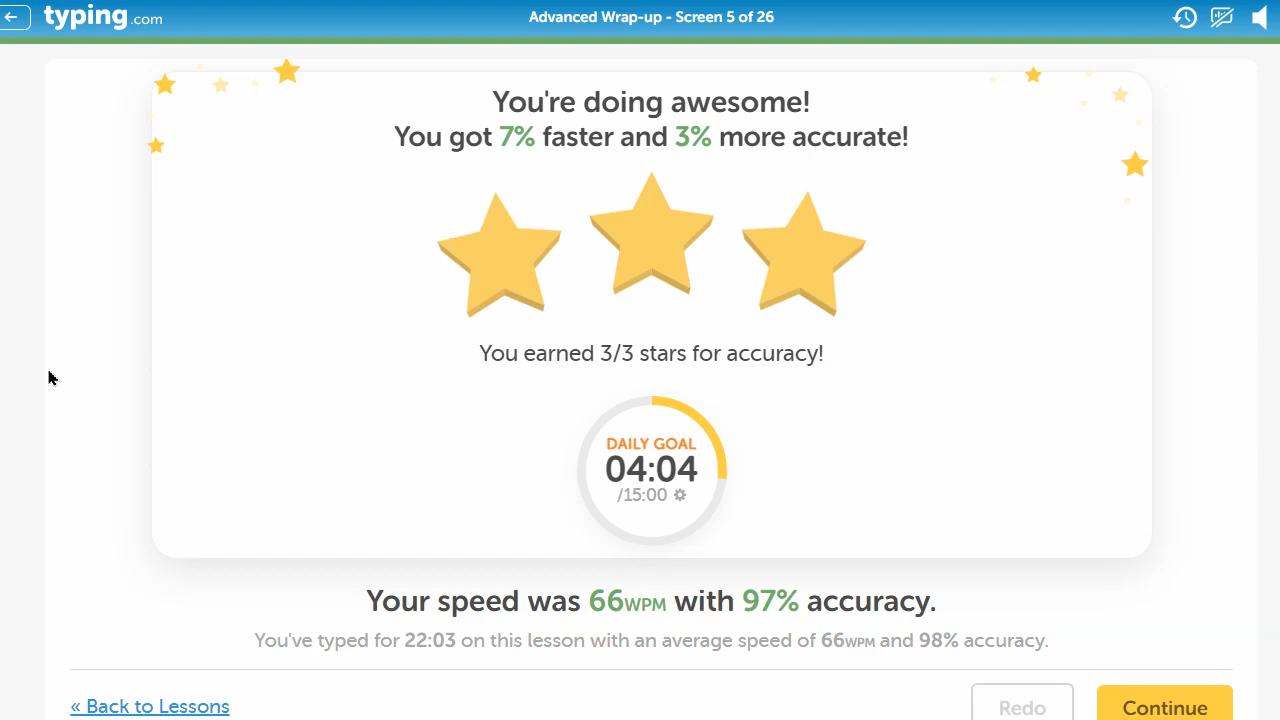 typing.com
Advanced Wrap-up - Screen 5 of 26
You're doing awesome!
You got 7% faster and 3% more accurate!
You earned 3/3 stars for accuracy!
DAILY GOAL
04:04
/15:00
Your speed was 66WPM with 97% accuracy.
You've typed for 22:03 on this lesson with an average speed of 66WPM and 98% accuracy.
« Back to Lessons
Redo
Continue